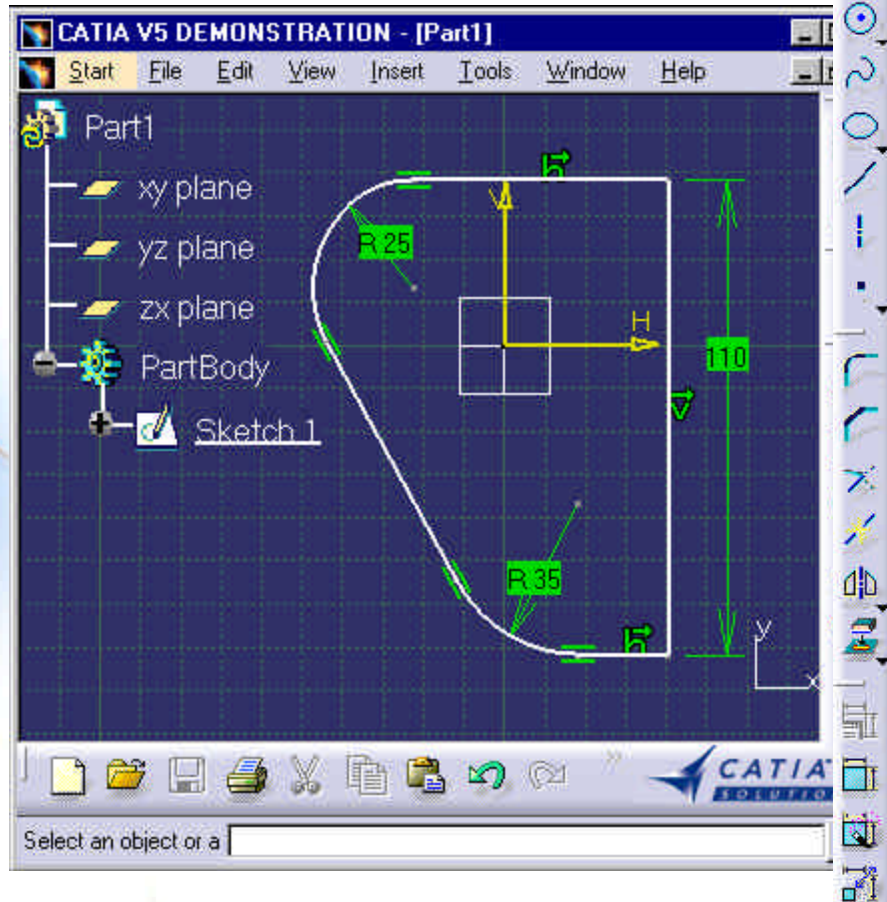 CATIA V5 DEMONSTRATION - [Part1]
Start File Edit View Insert Tools Window Help
Part1
xy plane
yz plane
zx plane
PartBody
Sketch 1
V
R 25
H
110
R 35
y
x
CATIA
SOLUTIO
Select an object or a